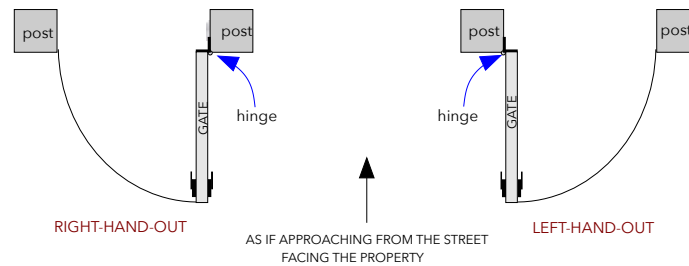 post
post
post
post
GATE
hinge
hinge
GATE
RIGHT-HAND-OUT
LEFT-HAND-OUT
AS IF APPROACHING FROM THE STREET
FACING THE PROPERTY